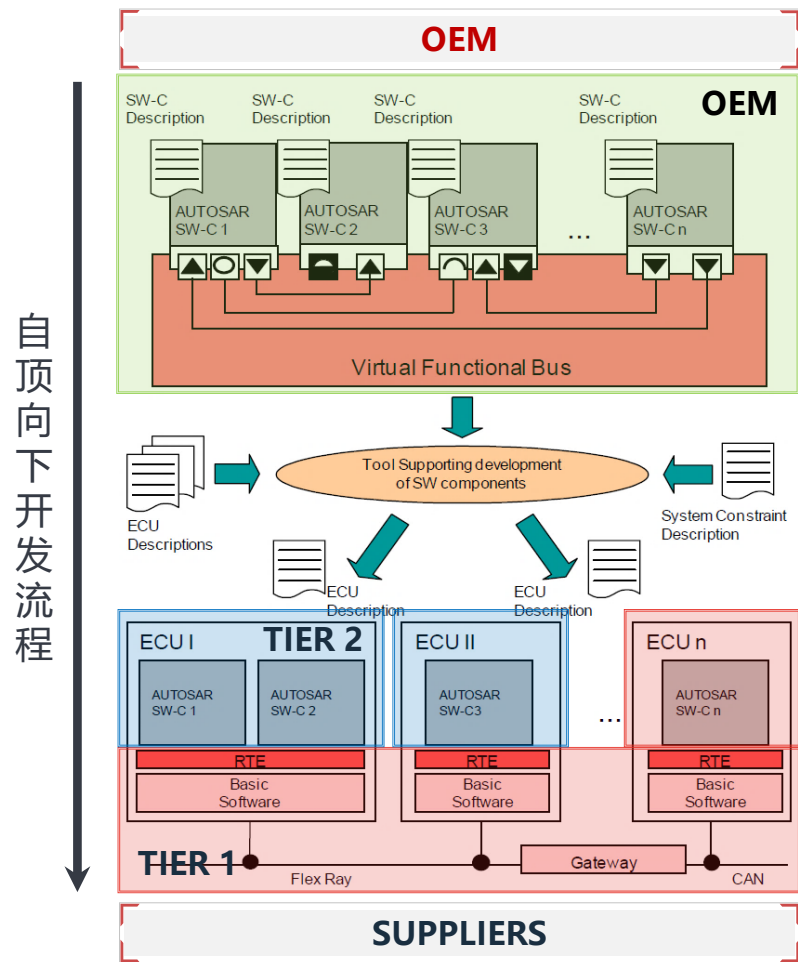 OEM
OEM
SW-C
Description
SW-C
Description
SW-C
Description
SW-C
Description
AUTOSAR
SW-C 1
AUTOSAR
SW-C 2
AUTOSAR
SW-C 3
...
AUTOSAR
SW-C n
Virtual Functional Bus
自顶向下开发流程
Tool Supporting development
of SW components
ECU
Descriptions
System Constraint
Description
ECU
Description
ECU
Description
ECU I
TIER 2
ECU II
ECU n
AUTOSAR
SW-C 1
AUTOSAR
SW-C 2
AUTOSAR
SW-C3
...
AUTOSAR
SW-C n
RTE
RTE
RTE
Basic
Software
Basic
Software
Basic
Software
TIER 1
Flex Ray
Gateway
CAN
SUPPLIERS